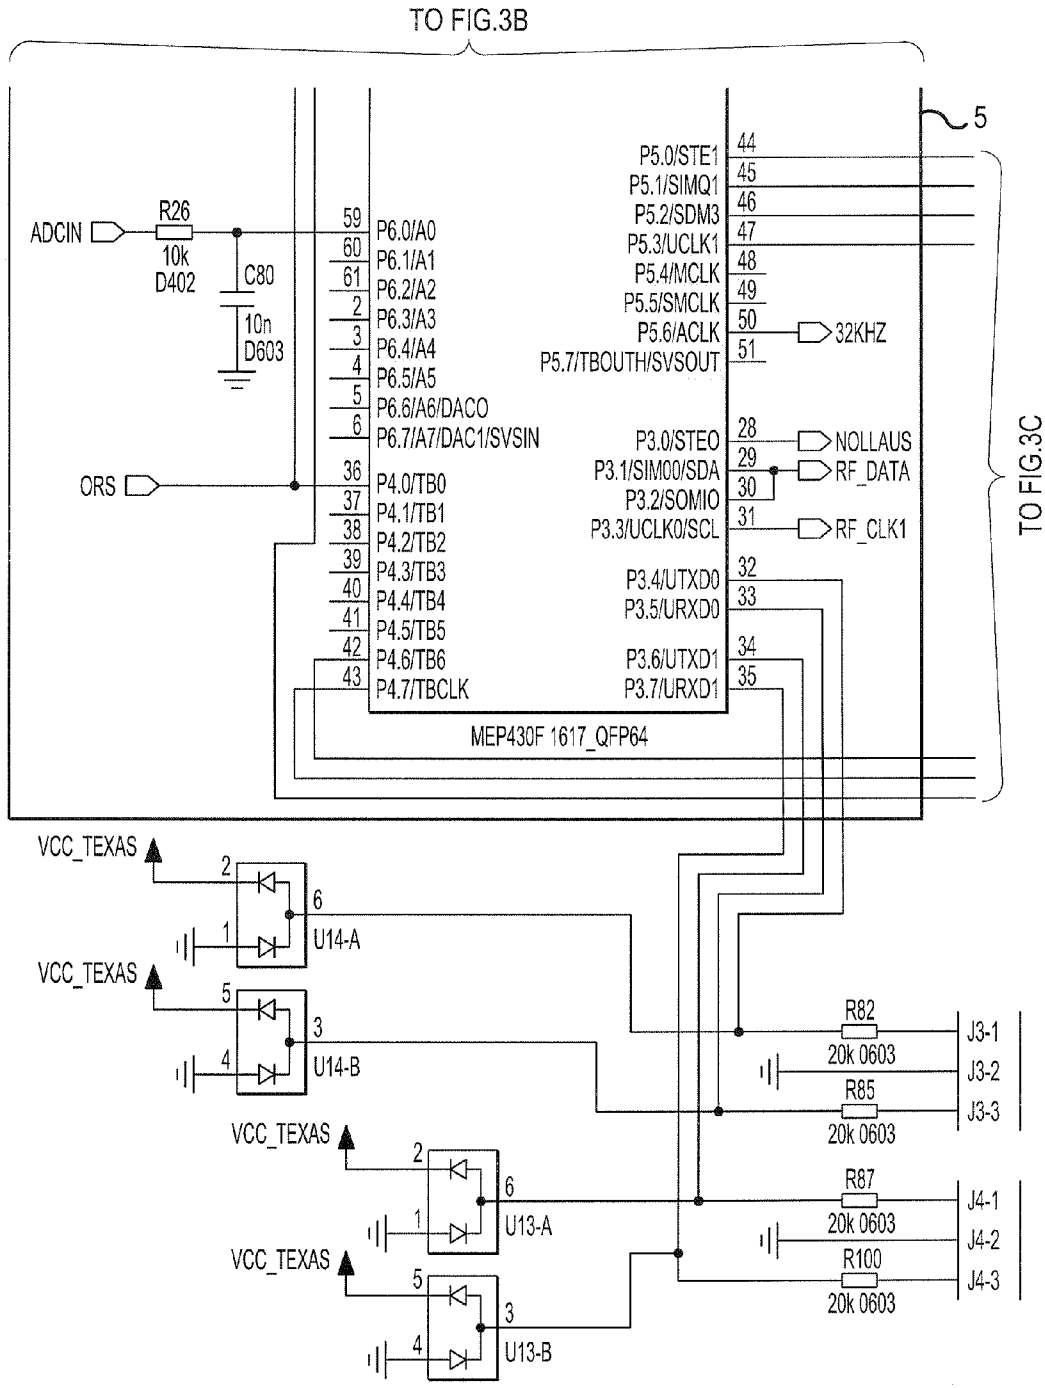 TO FIG.3B
5
TO FIG.3C
ADCIN
R26
10k
D402
C80
10n
D603
ORS
59 P6.0/A0
60 P6.1/A1
61 P6.2/A2
2 P6.3/A3
3 P6.4/A4
4 P6.5/A5
5 P6.6/A6/DACO
6 P6.7/A7/DAC1/SVSIN
36 P4.0/TB0
37 P4.1/TB1
38 P4.2/TB2
39 P4.3/TB3
40 P4.4/TB4
41 P4.5/TB5
42 P4.6/TB6
43 P4.7/TBCLK
P5.0/STE1 44
P5.1/SIMQ1 45
P5.2/SDM3 46
P5.3/UCLK1 47
P5.4/MCLK 48
P5.5/SMCLK 49
P5.6/ACLK 50 32KHZ
P5.7/TBOUTH/SVSOUT 51
P3.0/STEO 28 NOLLAUS
P3.1/SIM00/SDA 29 RF_DATA
P3.2/SOMIO 30
P3.3/UCLK0/SCL 31 RF_CLK1
P3.4/UTXD0 32
P3.5/URXD0 33
P3.6/UTXD1 34
P3.7/URXD1 35
MEP430F 1617_QFP64
VCC_TEXAS
2
6
1
U14-A
VCC_TEXAS
5
3
4
U14-B
VCC_TEXAS
2
6
1
U13-A
VCC_TEXAS
5
3
4
U13-B
R82
20k 0603
J3-1
J3-2
R85
20k 0603
J3-3
R87
20k 0603
J4-1
J4-2
R100
20k 0603
J4-3